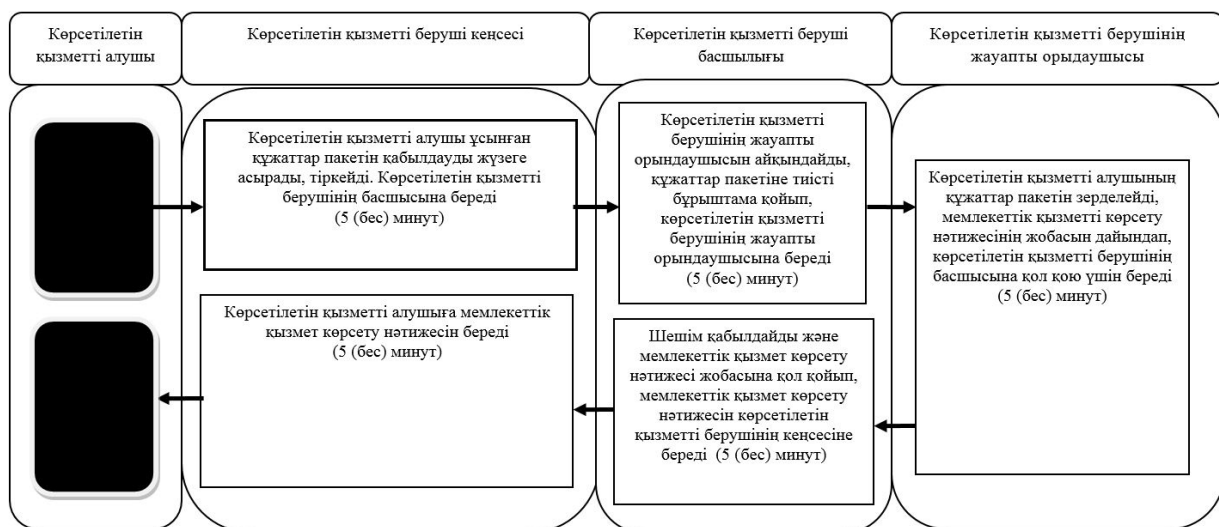 Көрсетілетін
қызметті алушы
Көрсетілетін қызметті беруші кеңсесі
Көрсетілетін қызметті беруші
басшылығы
Көрсетілетін қызметті берушінің
жауапты орыдаушысы
Көрсетілетін қызметті алушы ұсынған
құжаттар пакетін қабылдауды жүзеге
асырады, тіркейді. Көрсетілетін қызметті
берушінің басшысына береді
(5 (бес) минут)
Көрсетілетін қызметті
берушінің жауапты
орындаушысын айқындайды,
құжаттар пакетіне тиісті
бұрыштама қойып,
көрсетілетін қызметті
берушінің жауапты
орындаушысына береді
(5 (бес) минут)
Көрсетілетін қызметті алушының
құжаттар пакетін зерделейді,
мемлекеттік қызметті көрсету
нәтижесінің жобасын дайындап,
көрсетілетін қызметті берушінің
басшысына қол қою үшін береді
(5 (бес) минут)
Шешім қабылдайды және
мемлекеттік қызмет көрсету
нәтижесі жобасына қол қойып,
мемлекеттік қызмет көрсету
нәтижесін көрсетілетін
қызметті берушінің кеңсесіне
береді (5 (бес) минут)
Көрсетілетін қызметті алушыға мемлекеттік
қызмет көрсету нәтижесін береді
(5 (бес) минут)